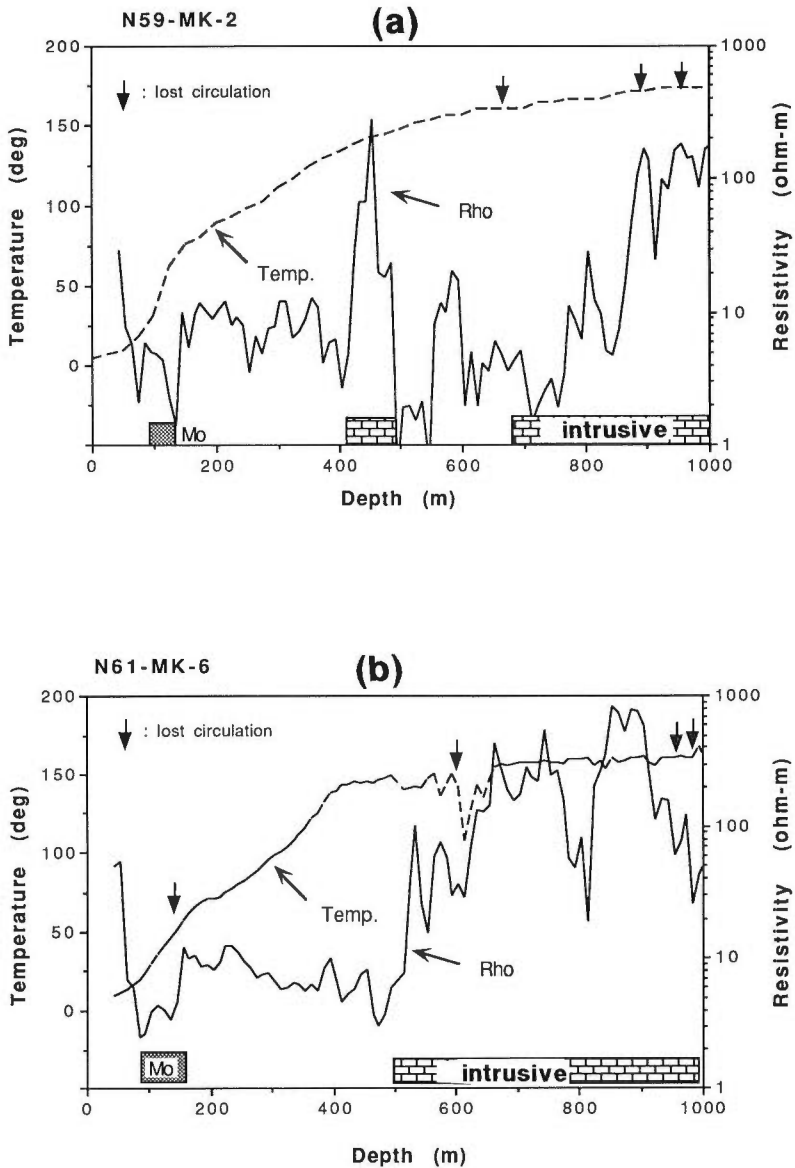 N59-MK-2
(a)
200
150
100
50
0
Temperature (deg)
: lost circulation
Rho
Temp.
Mo
intrusive
1000
100
10
1
Resistivity (ohm-m)
0
200
400
600
800
1000
Depth (m)
N61-MK-6
(b)
200
150
100
50
0
Temperature (deg)
: lost circulation
Temp.
Rho
Mo
intrusive
1000
100
10
1
Resistivity (ohm-m)
0
200
400
600
800
1000
Depth (m)